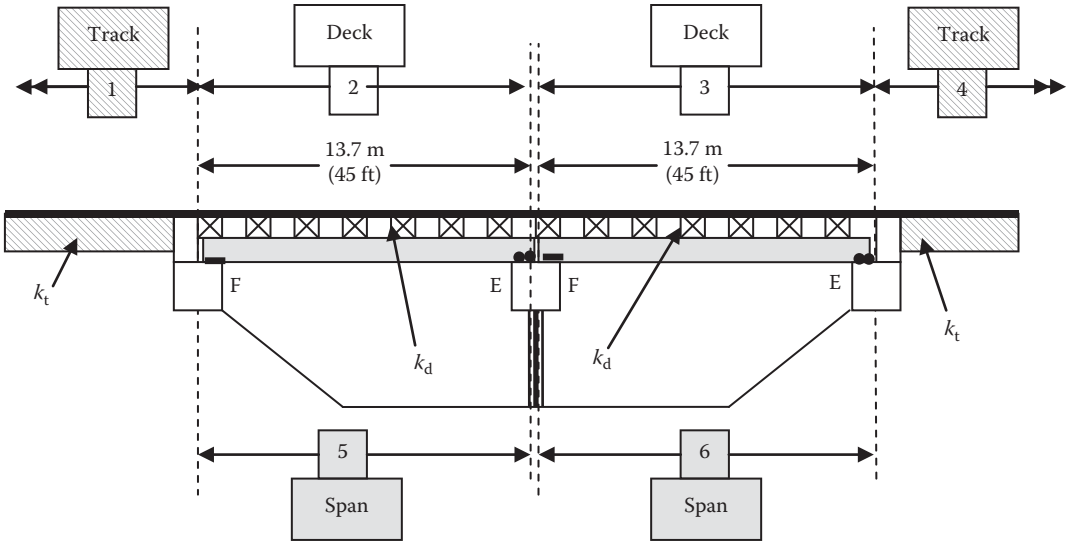 Track
Deck
Deck
Track
1
2
3
4
13.7 m
(45 ft)
13.7 m
(45 ft)
F
E
F
E
kt
kd
kd
kt
5
6
Span
Span